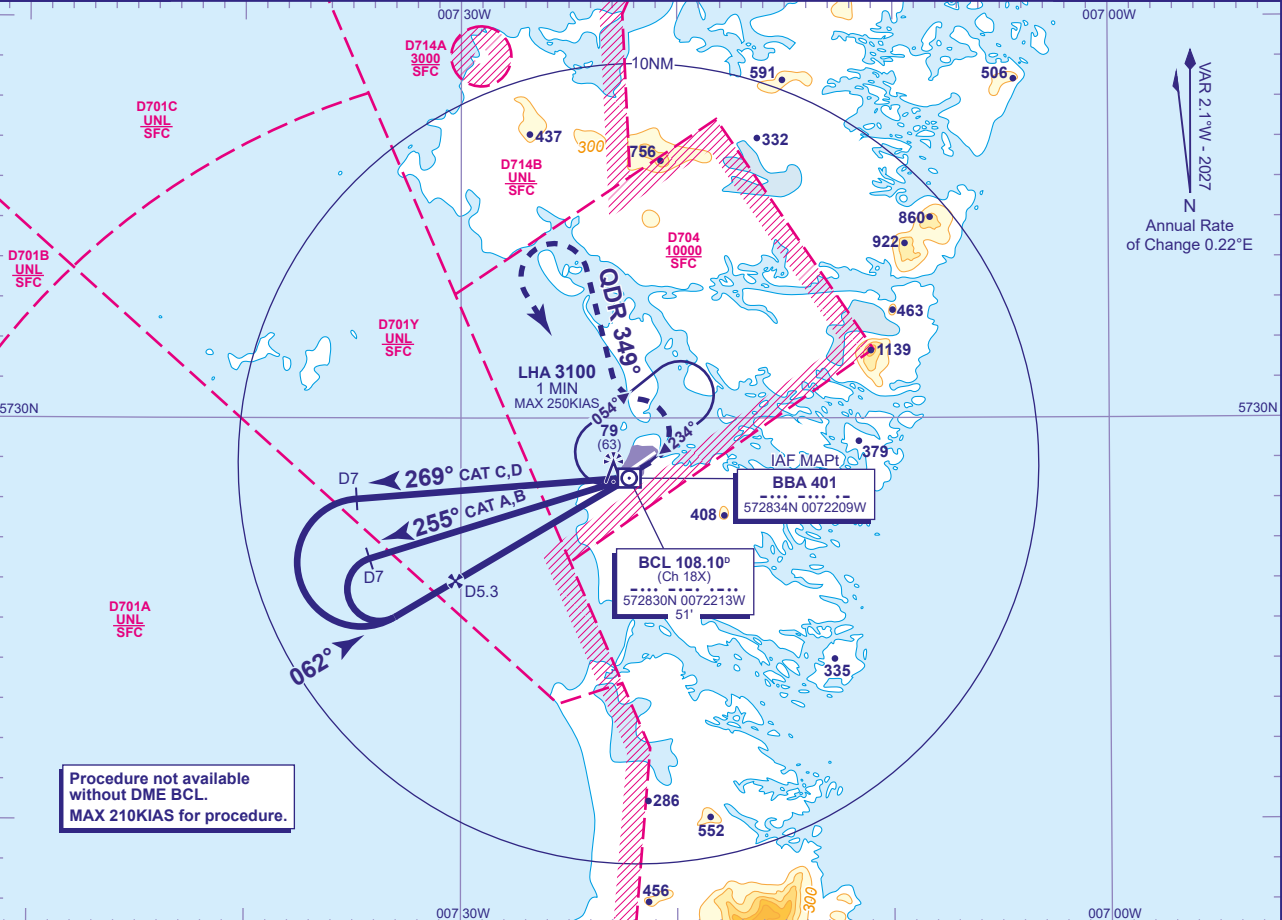 007 30W
007 00W
D714A
3000
SFC
10NM
591
506
VAR 2.1°W - 2027
N
Annual Rate
of Change 0.22°E
D701C
UNL
SFC
437
300
756
332
D714B
UNL
SFC
860
922
D704
10000
SFC
D701B
UNL
SFC
QDR 349°
463
D701Y
UNL
SFC
1139
LHA 3100
1 MIN
MAX 250KIAS
054°
5730N
5730N
79
(63)
234°
379
IAF MAPt
BBA 401
572834N 0072209W
D7
269° CAT C,D
255° CAT A,B
408
D7
D5.3
BCL 108.10ᴰ
(Ch 18X)
572830N 0072213W
51'
D701A
UNL
SFC
062°
335
Procedure not available
without DME BCL.
MAX 210KIAS for procedure.
286
552
456
300
007 30W
007 00W